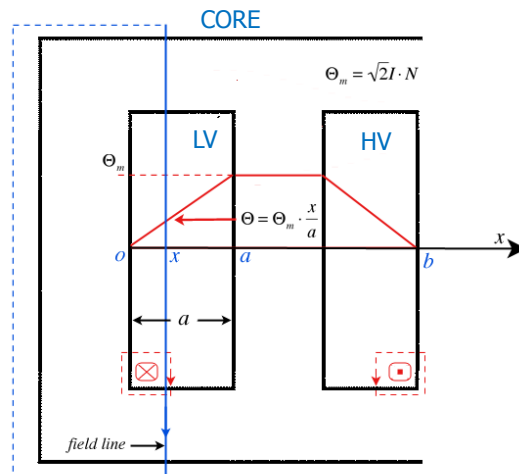 CORE
Θₘ = √2I · N
LV
HV
Θₘ
Θ = Θₘ · x/a
x
o
x
a
b
a
field line